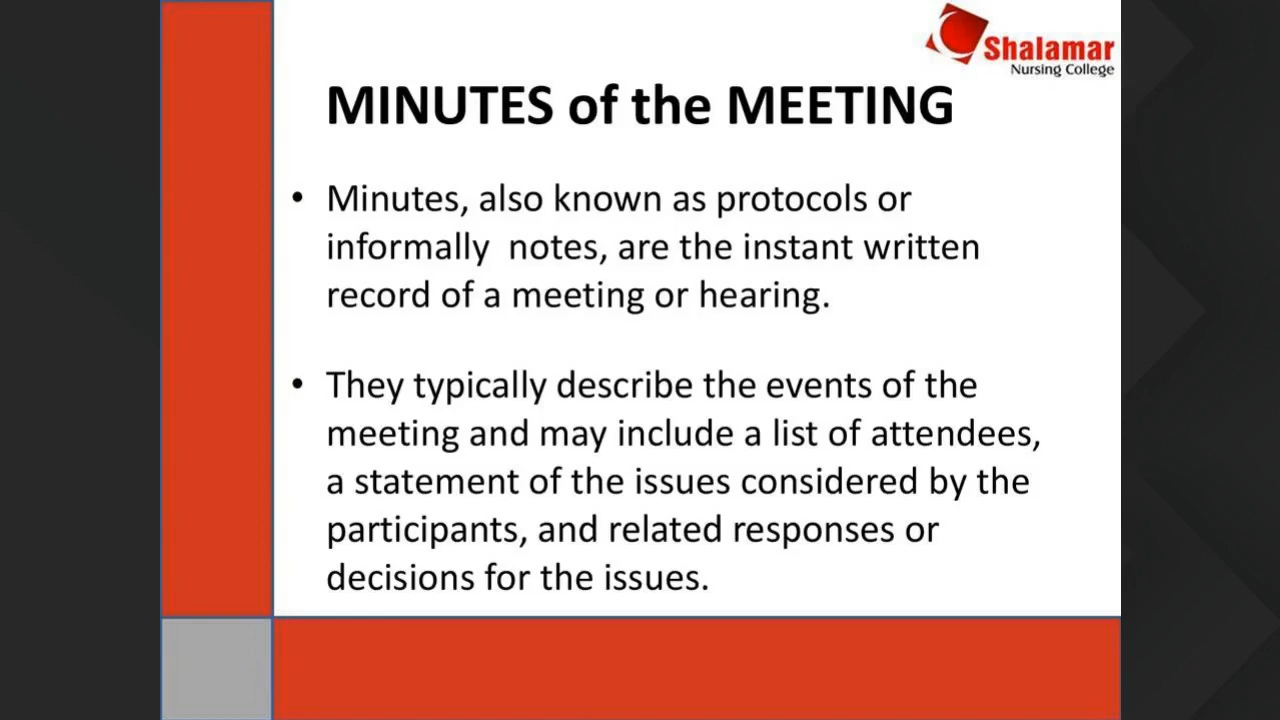 Shalamar
Nursing College
MINUTES of the MEETING
• Minutes, also known as protocols or
informally  notes, are the instant written
record of a meeting or hearing.
• They typically describe the events of the
meeting and may include a list of attendees,
a statement of the issues considered by the
participants, and related responses or
decisions for the issues.